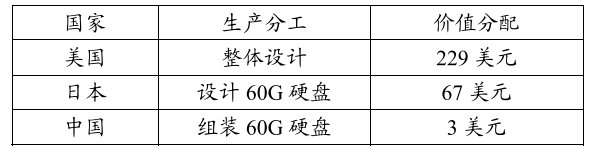 国家 生产分工 价值分配
美国 整体设计 229 美元
日本 设计 60G 硬盘 67 美元
中国 组装 60G 硬盘 3 美元